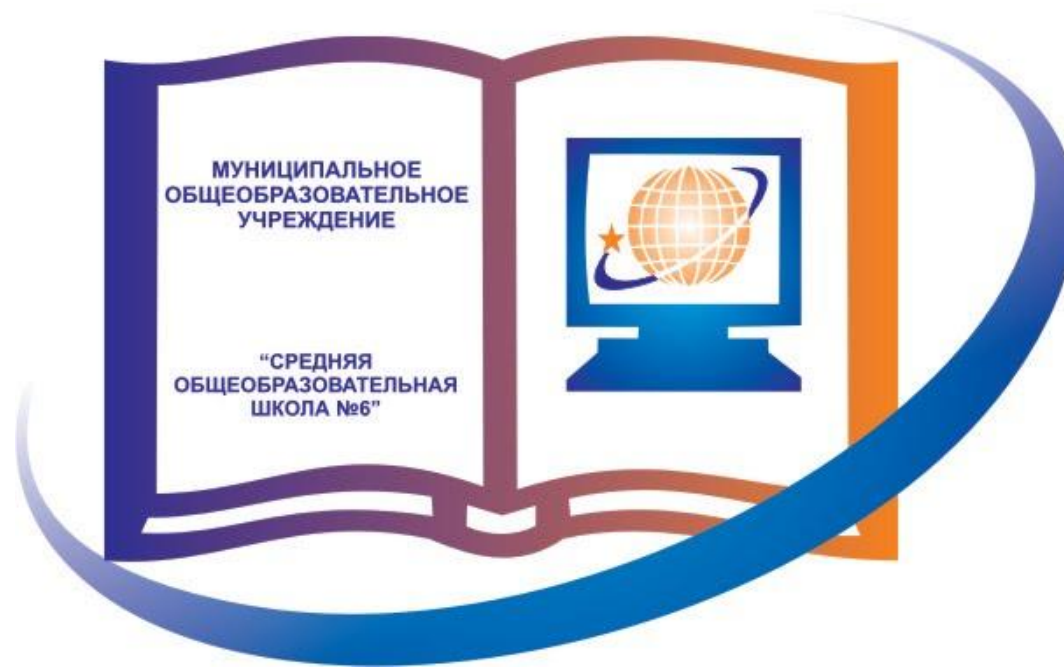 МУНИЦИПАЛЬНОЕ
ОБЩЕОБРАЗОВАТЕЛЬНОЕ
УЧРЕЖДЕНИЕ
“СРЕДНЯЯ
ОБЩЕОБРАЗОВАТЕЛЬНАЯ
ШКОЛА №6”